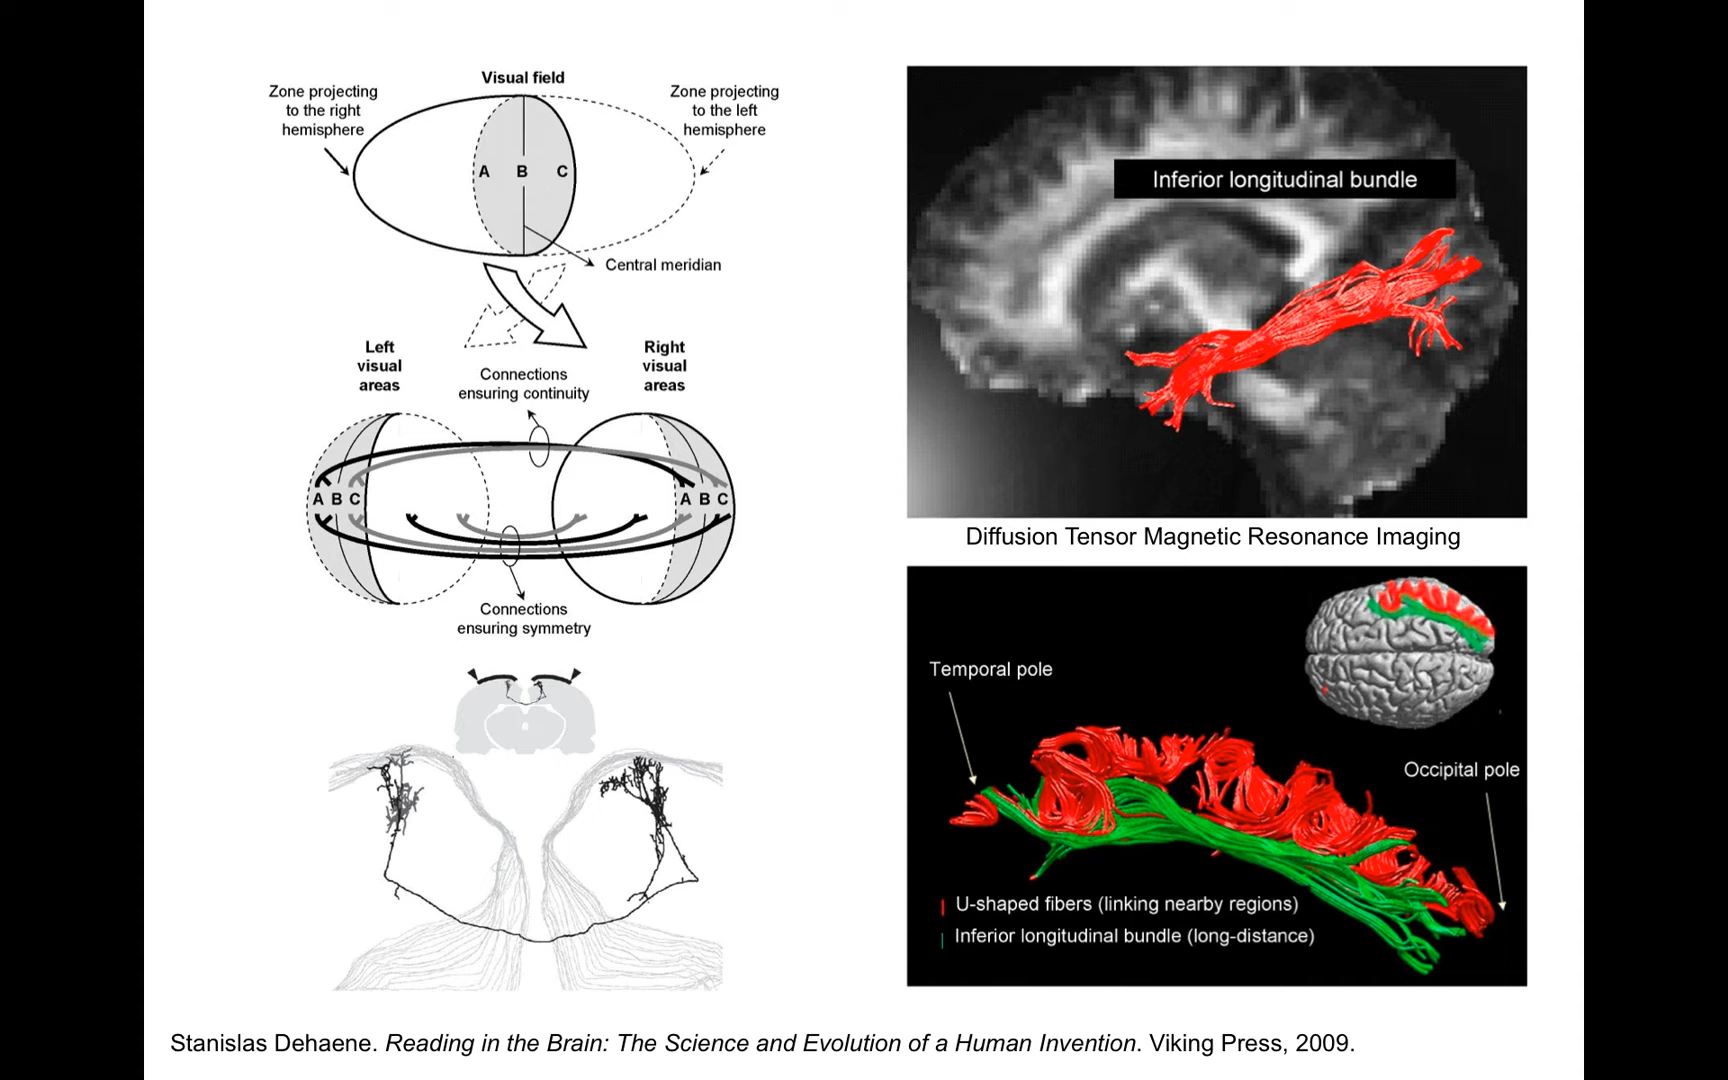 Visual field
Zone projecting
to the right
hemisphere
Zone projecting
to the left
hemisphere
A B C
Central meridian
Left
visual
areas
Right
visual
areas
Connections
ensuring continuity
A B C
A B C
Connections
ensuring symmetry
Inferior longitudinal bundle
Diffusion Tensor Magnetic Resonance Imaging
Temporal pole
Occipital pole
U-shaped fibers (linking nearby regions)
Inferior longitudinal bundle (long-distance)
Stanislas Dehaene. Reading in the Brain: The Science and Evolution of a Human Invention. Viking Press, 2009.